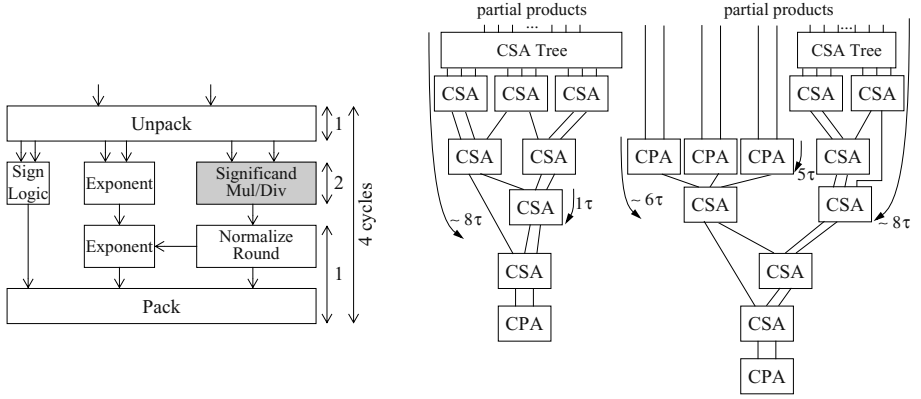 Unpack
1
Sign
Logic
Exponent
Significand
Mul/Div
2
4 cycles
Exponent
Normalize
Round
1
Pack
partial products
...
CSA Tree
CSA
CSA
CSA
CSA
CSA
~ 8τ
CSA
1τ
CSA
CPA
partial products
...
CSA Tree
CSA
CSA
CPA
CPA
CPA
CSA
5τ
~ 6τ
CSA
CSA
~ 8τ
CSA
CSA
CPA